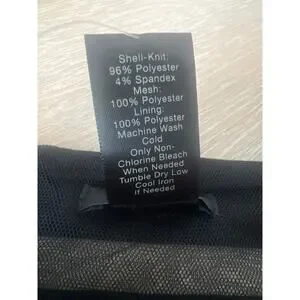 Shell-Knit:
96% Polyester
4% Spandex
Mesh:
100% Polyester
Lining:
100% Polyester
Machine Wash
Cold
Only Non-
Chlorine Bleach
When Needed
Tumble Dry Low
Cool Iron
If Needed